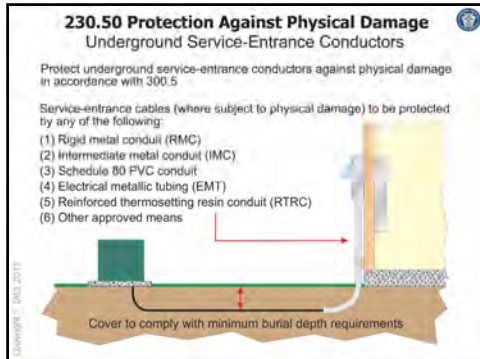 230.50 Protection Against Physical Damage
Underground Service-Entrance Conductors
Protect underground service-entrance conductors against physical damage
in accordance with 300.5
Service-entrance cables (where subject to physical damage) to be protected
by any of the following:
(1) Rigid metal conduit (RMC)
(2) Intermediate metal conduit (IMC)
(3) Schedule 80 PVC conduit
(4) Electrical metallic tubing (EMT)
(5) Reinforced thermosetting resin conduit (RTRC)
(6) Other approved means
Cover to comply with minimum burial depth requirements